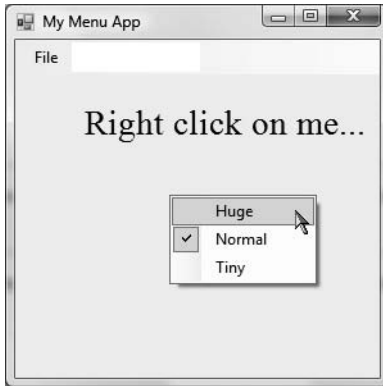 My Menu App
File
Right click on me...
Huge
Normal
Tiny